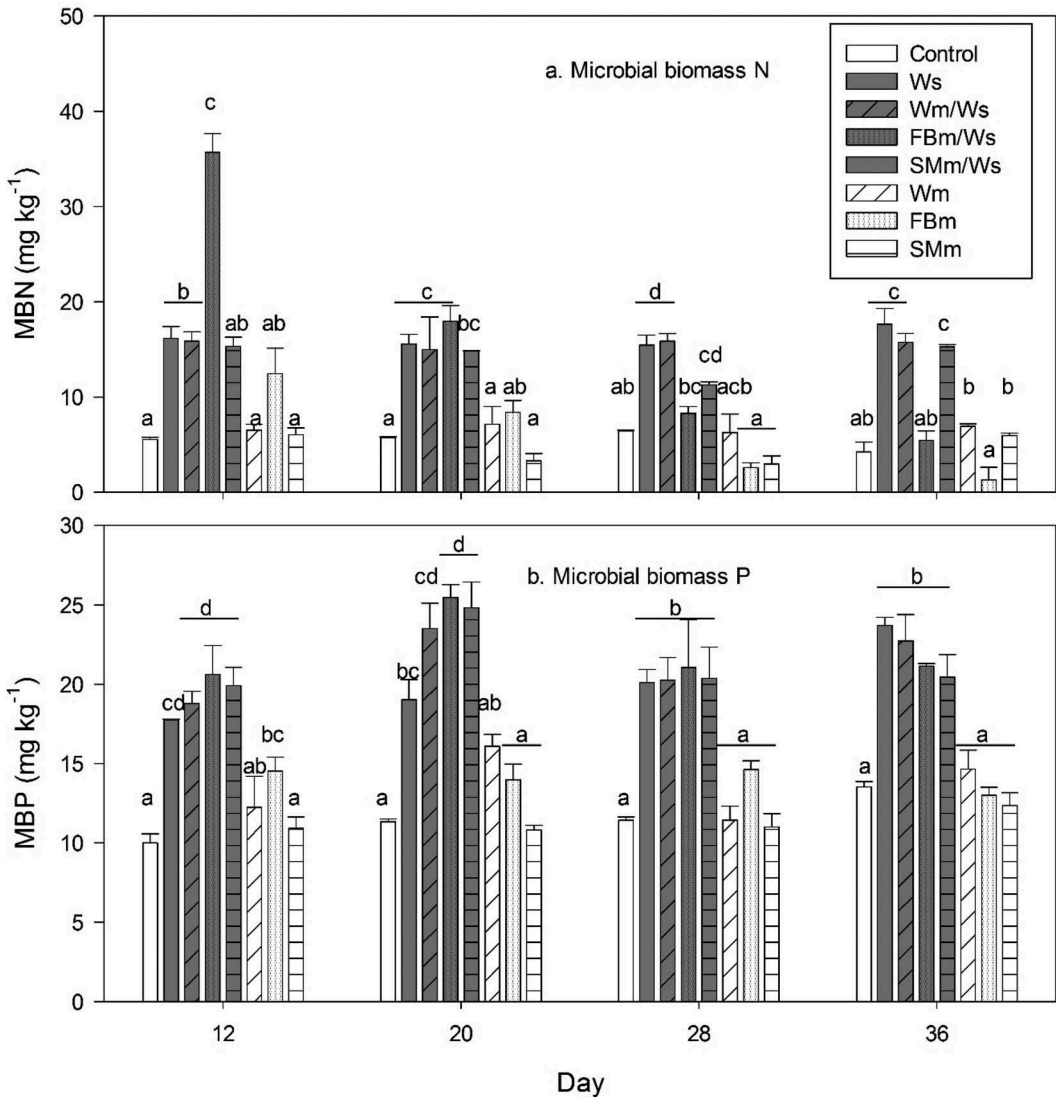 50
40
30
20
10
0
MBN (mg kg⁻¹)
a. Microbial biomass N
Control
Ws
Wm/Ws
FBm/Ws
SMm/Ws
Wm
FBm
SMm
a b c ab a ab a
a c bc a ab a
ab d bc cd acb a
ab c ab c b a b
30
25
20
15
10
5
0
MBP (mg kg⁻¹)
b. Microbial biomass P
a cd d ab bc a
a bc cd d ab a
a b a
a b a
12 20 28 36
Day